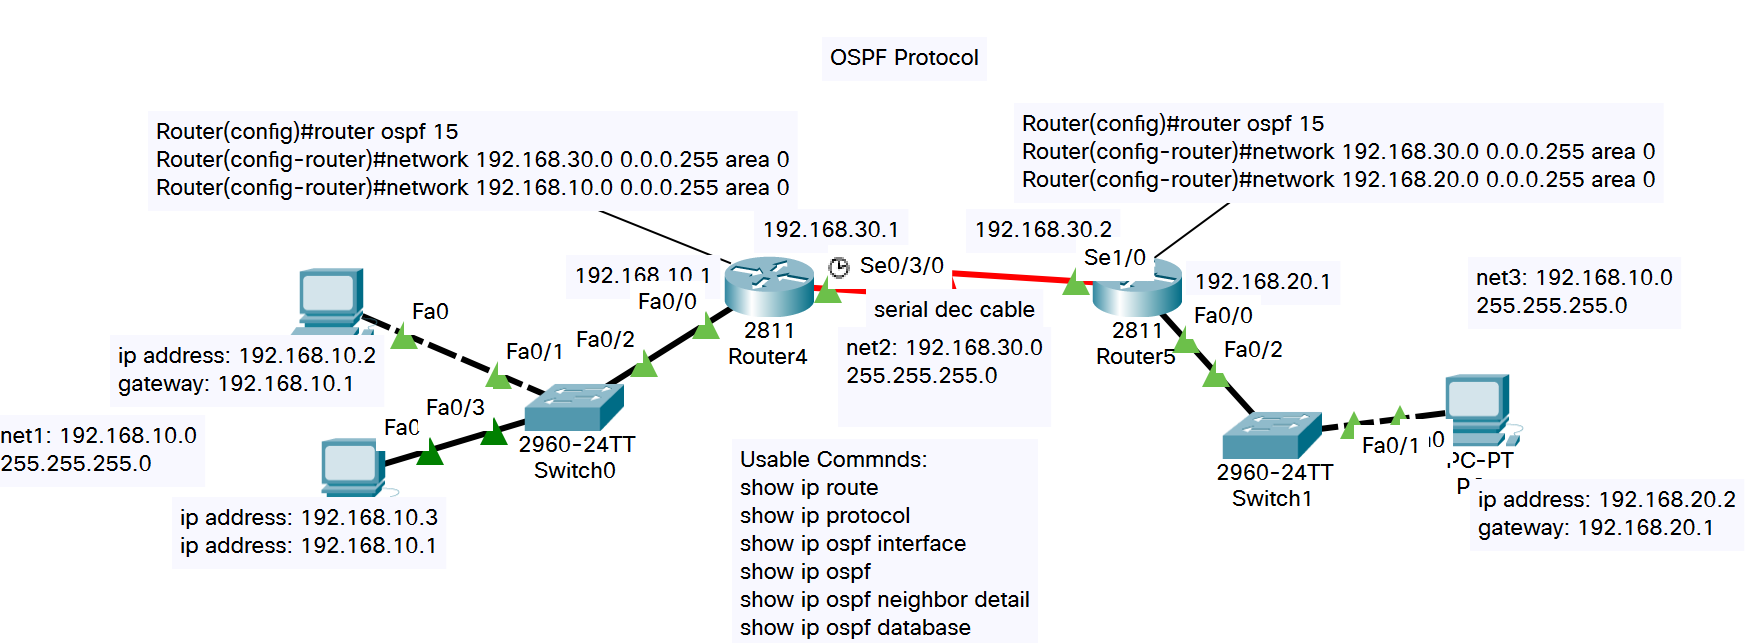 OSPF Protocol
Router(config)#router ospf 15
Router(config-router)#network 192.168.30.0 0.0.0.255 area 0
Router(config-router)#network 192.168.10.0 0.0.0.255 area 0
Router(config)#router ospf 15
Router(config-router)#network 192.168.30.0 0.0.0.255 area 0
Router(config-router)#network 192.168.20.0 0.0.0.255 area 0
192.168.30.1
192.168.30.2
192.168.10.1
Se0/3/0
Se1/0
192.168.20.1
net3: 192.168.10.0
255.255.255.0
Fa0/0
serial dec cable
Fa0/0
Fa0
2811
Router4
2811
Router5
Fa0/2
Fa0/1
net2: 192.168.30.0
255.255.255.0
Fa0/2
ip address: 192.168.10.2
gateway: 192.168.10.1
Fa0/3
Fa0
net1: 192.168.10.0
255.255.255.0
2960-24TT
Switch0
Fa0/1
PC-PT
2960-24TT
Switch1
Usable Commnds:
show ip route
show ip protocol
show ip ospf interface
show ip ospf
show ip ospf neighbor detail
show ip ospf database
ip address: 192.168.20.2
gateway: 192.168.20.1
ip address: 192.168.10.3
ip address: 192.168.10.1